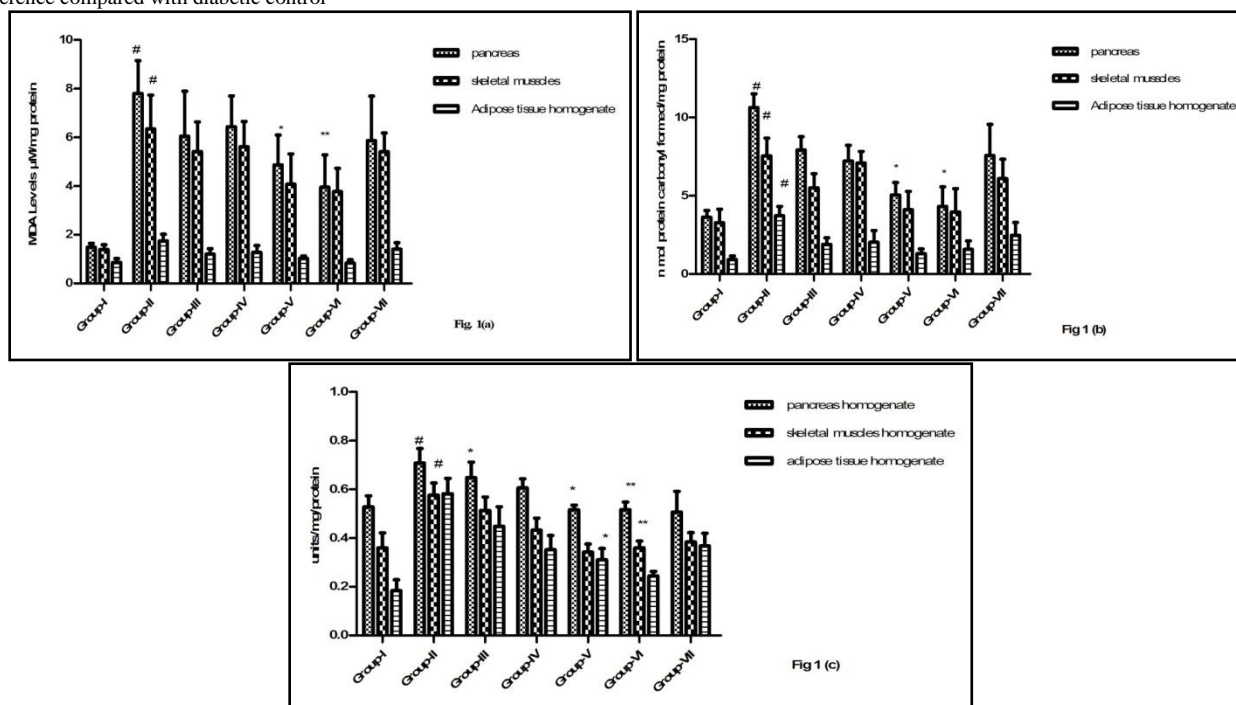 erence compared with diabetic control
10
8
6
4
2
0
MDA Levels µM/mg protein
#
#
*
**
pancreas
skeletal muscles
Adipose tissue homogenate
Group-I
Group-II
Group-III
Group-IV
Group-V
Group-VI
Group-VII
Fig. 1(a)
15
10
5
0
n mol protein carbonyl formed/mg protein
#
#
#
*
*
pancreas
skeletal muscles
Adipose tissue homogenate
Group-I
Group-II
Group-III
Group-IV
Group-V
Group-VI
Group-VII
Fig 1 (b)
1.0
0.8
0.6
0.4
0.2
0.0
units/mg/protein
#
#
*
*
*
**
**
pancreas homogenate
skeletal muscles homogenate
adipose tissue homogenate
Group-I
Group-II
Group-III
Group-IV
Group-V
Group-VI
Group-VII
Fig 1 (c)